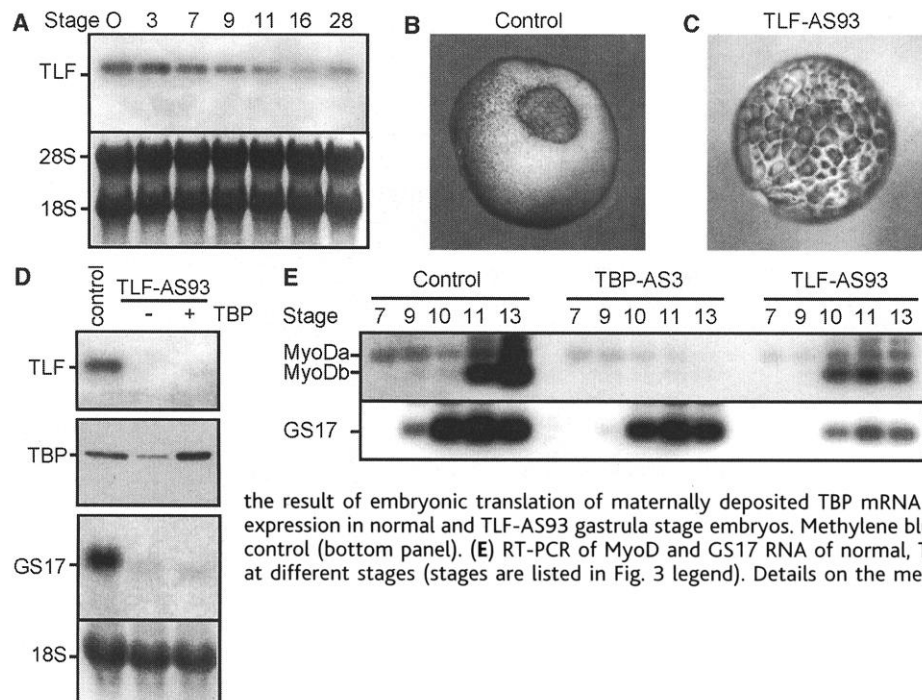 A Stage O 3 7 9 11 16 28
TLF
28S
18S
B Control
C TLF-AS93
D control TLF-AS93
- + TBP
TLF
TBP
GS17
18S
E Control TBP-AS3 TLF-AS93
Stage 7 9 10 11 13 7 9 10 11 13 7 9 10 11 13
MyoDa
MyoDb
GS17
the result of embryonic translation of maternally deposited TBP mRNA
expression in normal and TLF-AS93 gastrula stage embryos. Methylene bl
control (bottom panel). (E) RT-PCR of MyoD and GS17 RNA of normal, T
at different stages (stages are listed in Fig. 3 legend). Details on the me